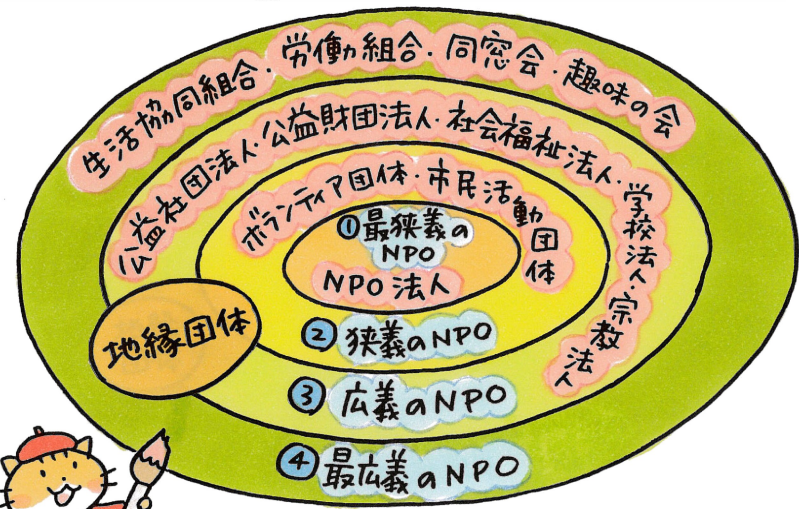 生活協同組合・労働組合・同窓会・趣味の会
公益社団法人・公益財団法人・社会福祉法人・学校法人・宗教法人
ボランティア団体・市民活動団体
①最狭義の
NPO
NPO法人
地縁団体
②狭義のNPO
③広義のNPO
④最広義のNPO